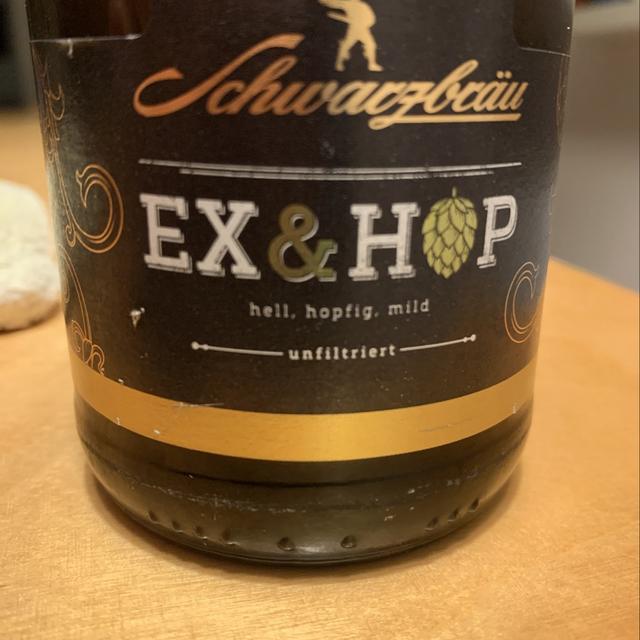 Schwarzbräu
EX & HOP
hell, hopfig, mild
unfiltriert